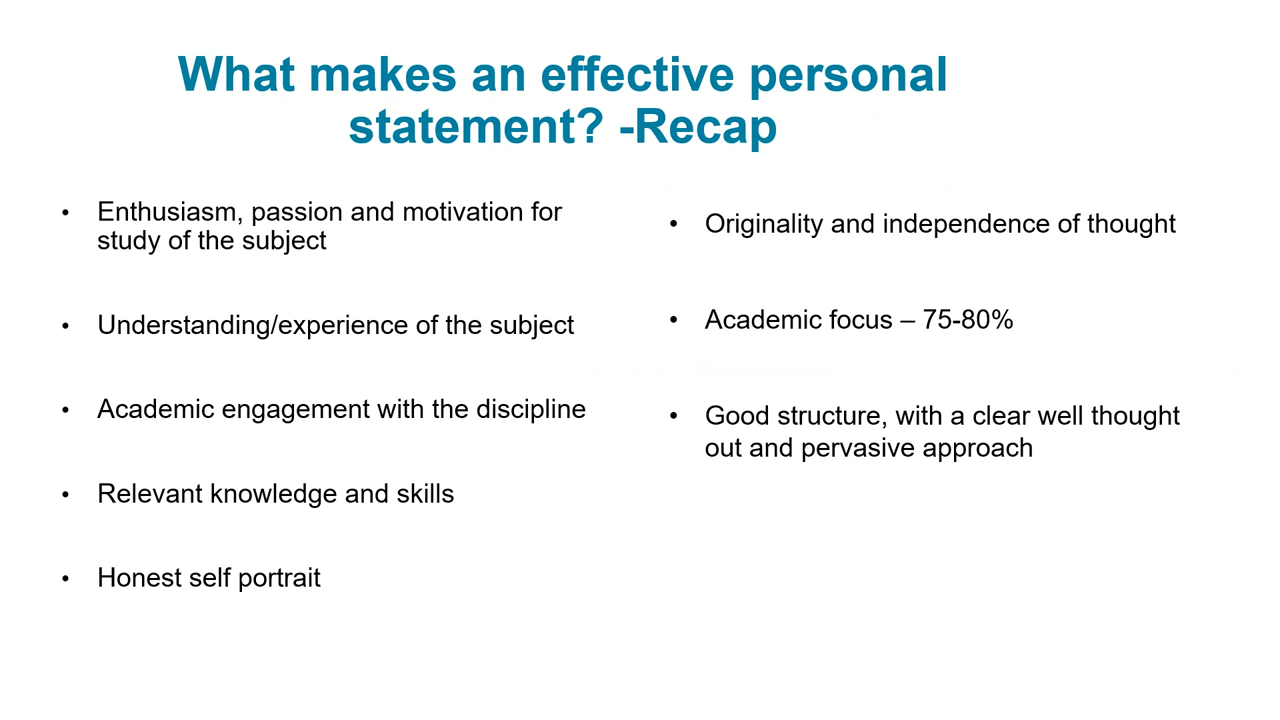 What makes an effective personal
statement? -Recap
• Enthusiasm, passion and motivation for
study of the subject
• Understanding/experience of the subject
• Academic engagement with the discipline
• Relevant knowledge and skills
• Honest self portrait
• Originality and independence of thought
• Academic focus – 75-80%
• Good structure, with a clear well thought
out and pervasive approach